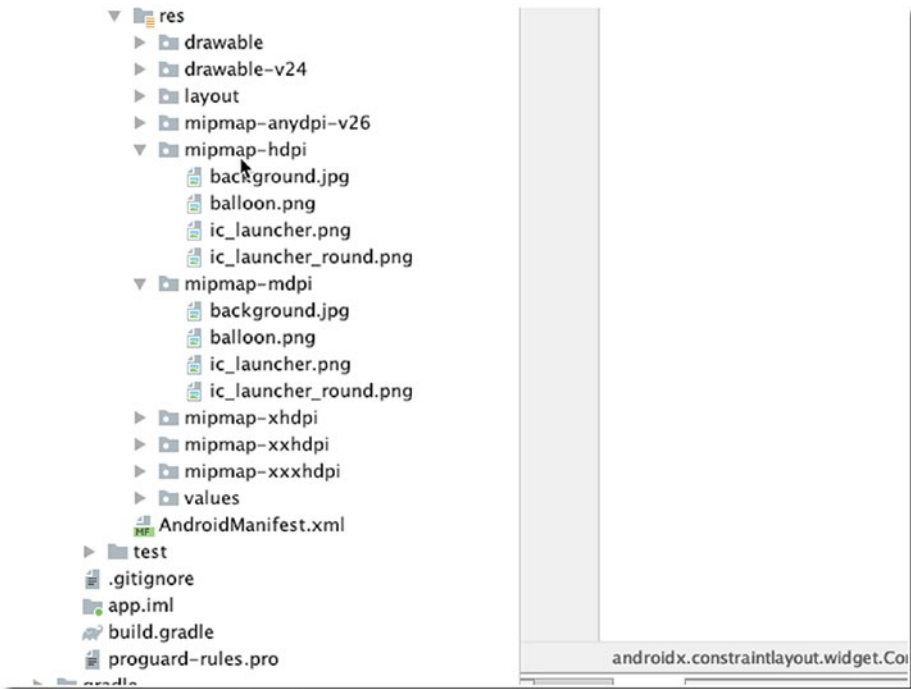 res
drawable
drawable-v24
layout
mipmap-anydpi-v26
mipmap-hdpi
background.jpg
balloon.png
ic_launcher.png
ic_launcher_round.png
mipmap-mdpi
background.jpg
balloon.png
ic_launcher.png
ic_launcher_round.png
mipmap-xhdpi
mipmap-xxhdpi
mipmap-xxxhdpi
values
MF AndroidManifest.xml
test
.gitignore
app.iml
build.gradle
proguard-rules.pro
androidx.constraintlayout.widget.Co
gradle